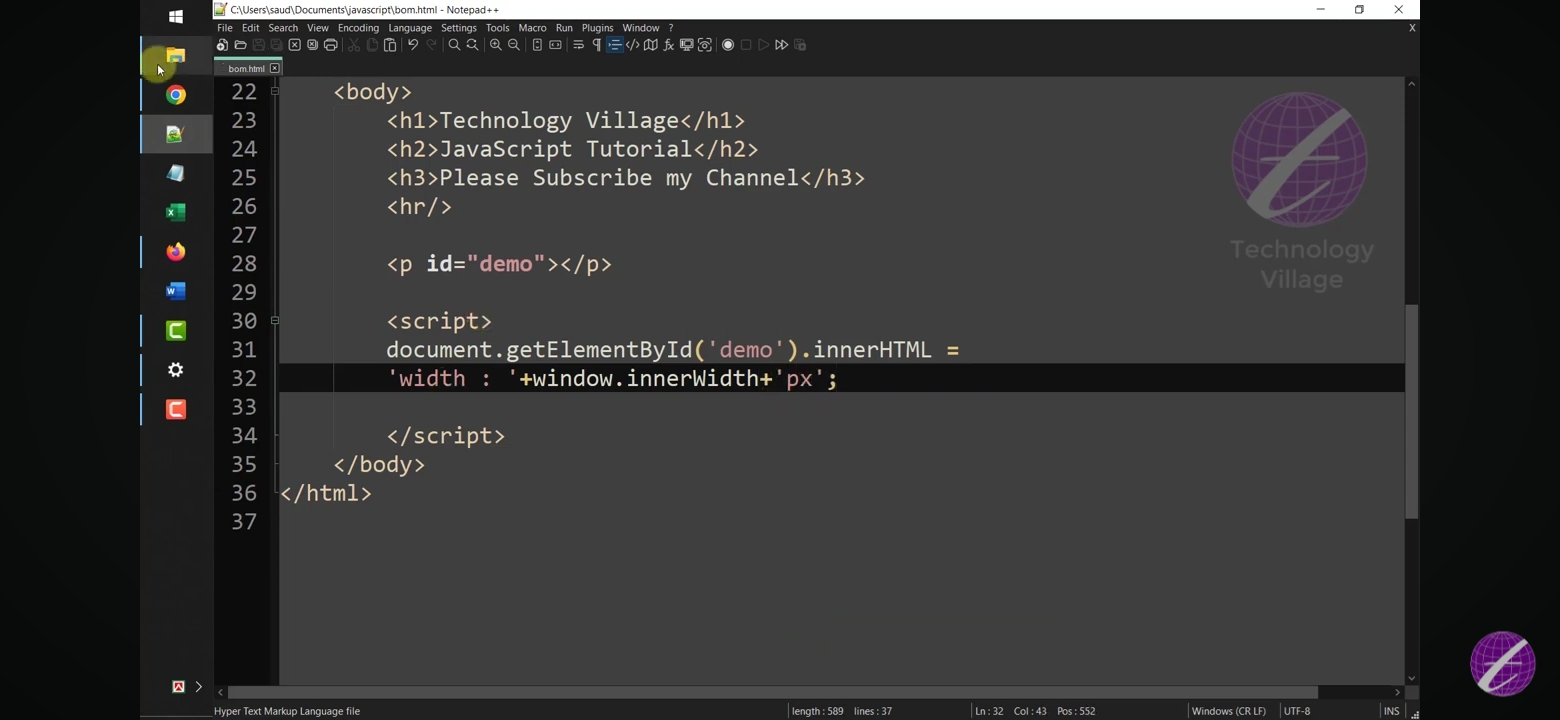 C:\Users\saud\Documents\javascript\bom.html - Notepad++
File Edit Search View Encoding Language Settings Tools Macro Run Plugins Window ? X
bom.html
22 <body>
23 <h1>Technology Village</h1>
24 <h2>JavaScript Tutorial</h2>
25 <h3>Please Subscribe my Channel</h3>
26 <hr/>
27
28 <p id="demo"></p>
29
30 <script>
31 document.getElementById('demo').innerHTML =
32 'width : '+window.innerWidth+'px';
33
34 </script>
35 </body>
36 </html>
37
Technology
Village
Hyper Text Markup Language file length : 589 lines : 37 Ln : 32 Col : 43 Pos : 552 Windows (CR LF) UTF-8 INS